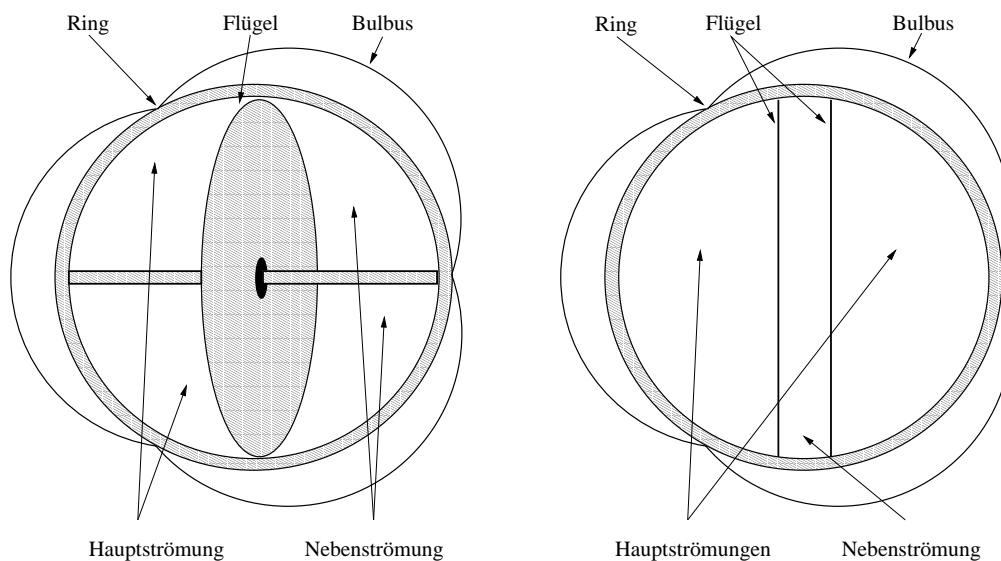 Ring
Flügel
Bulbus
Hauptströmung
Nebenströmung
Ring
Flügel
Bulbus
Hauptströmungen
Nebenströmung